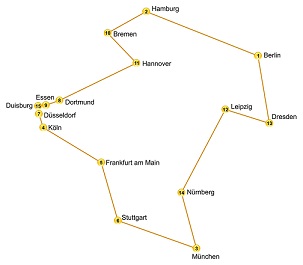 Hamburg
2
Bremen
10
Berlin
1
Hannover
11
Essen
Dortmund
8
9
Duisburg
15
Leipzig
12
Düsseldorf
7
Dresden
13
Köln
4
Frankfurt am Main
5
Nürnberg
14
Stuttgart
6
3
München